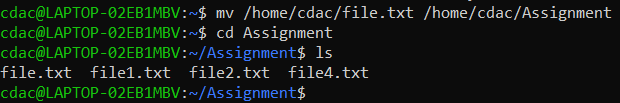 cdac@LAPTOP-02EB1MBV:~$ mv /home/cdac/file.txt /home/cdac/Assignment
cdac@LAPTOP-02EB1MBV:~$ cd Assignment
cdac@LAPTOP-02EB1MBV:~/Assignment$ ls
file.txt  file1.txt  file2.txt  file4.txt
cdac@LAPTOP-02EB1MBV:~/Assignment$